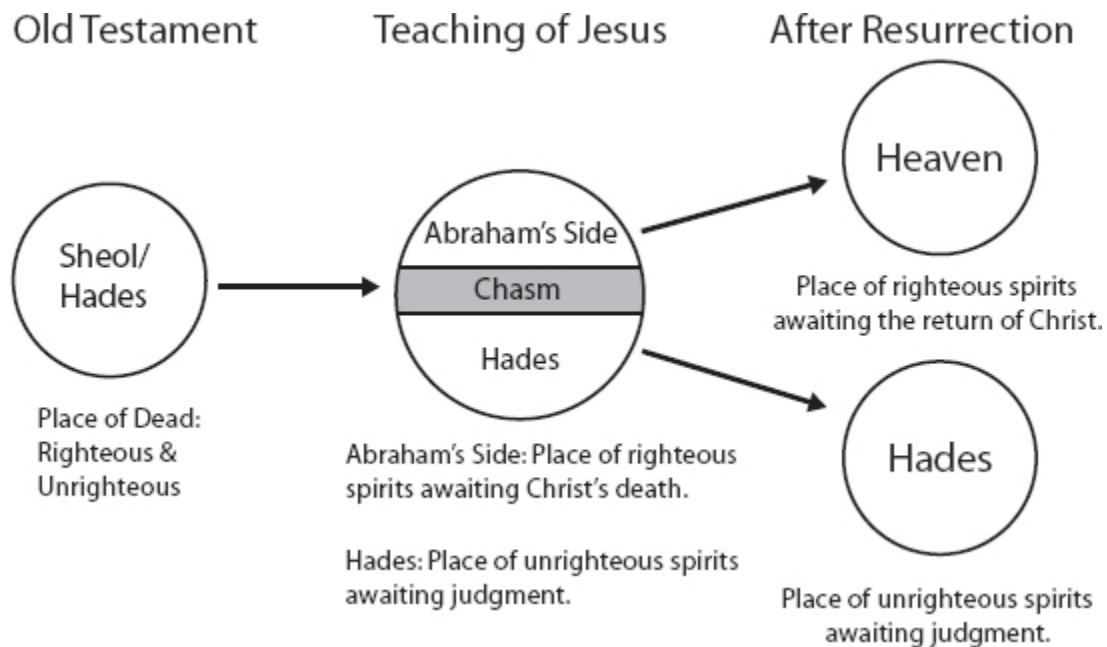 Old Testament
Sheol/
Hades
Place of Dead:
Righteous &
Unrighteous
Teaching of Jesus
Abraham's Side
Chasm
Hades
Abraham's Side: Place of righteous
spirits awaiting Christ's death.
Hades: Place of unrighteous spirits
awaiting judgment.
After Resurrection
Heaven
Place of righteous spirits
awaiting the return of Christ.
Hades
Place of unrighteous spirits
awaiting judgment.